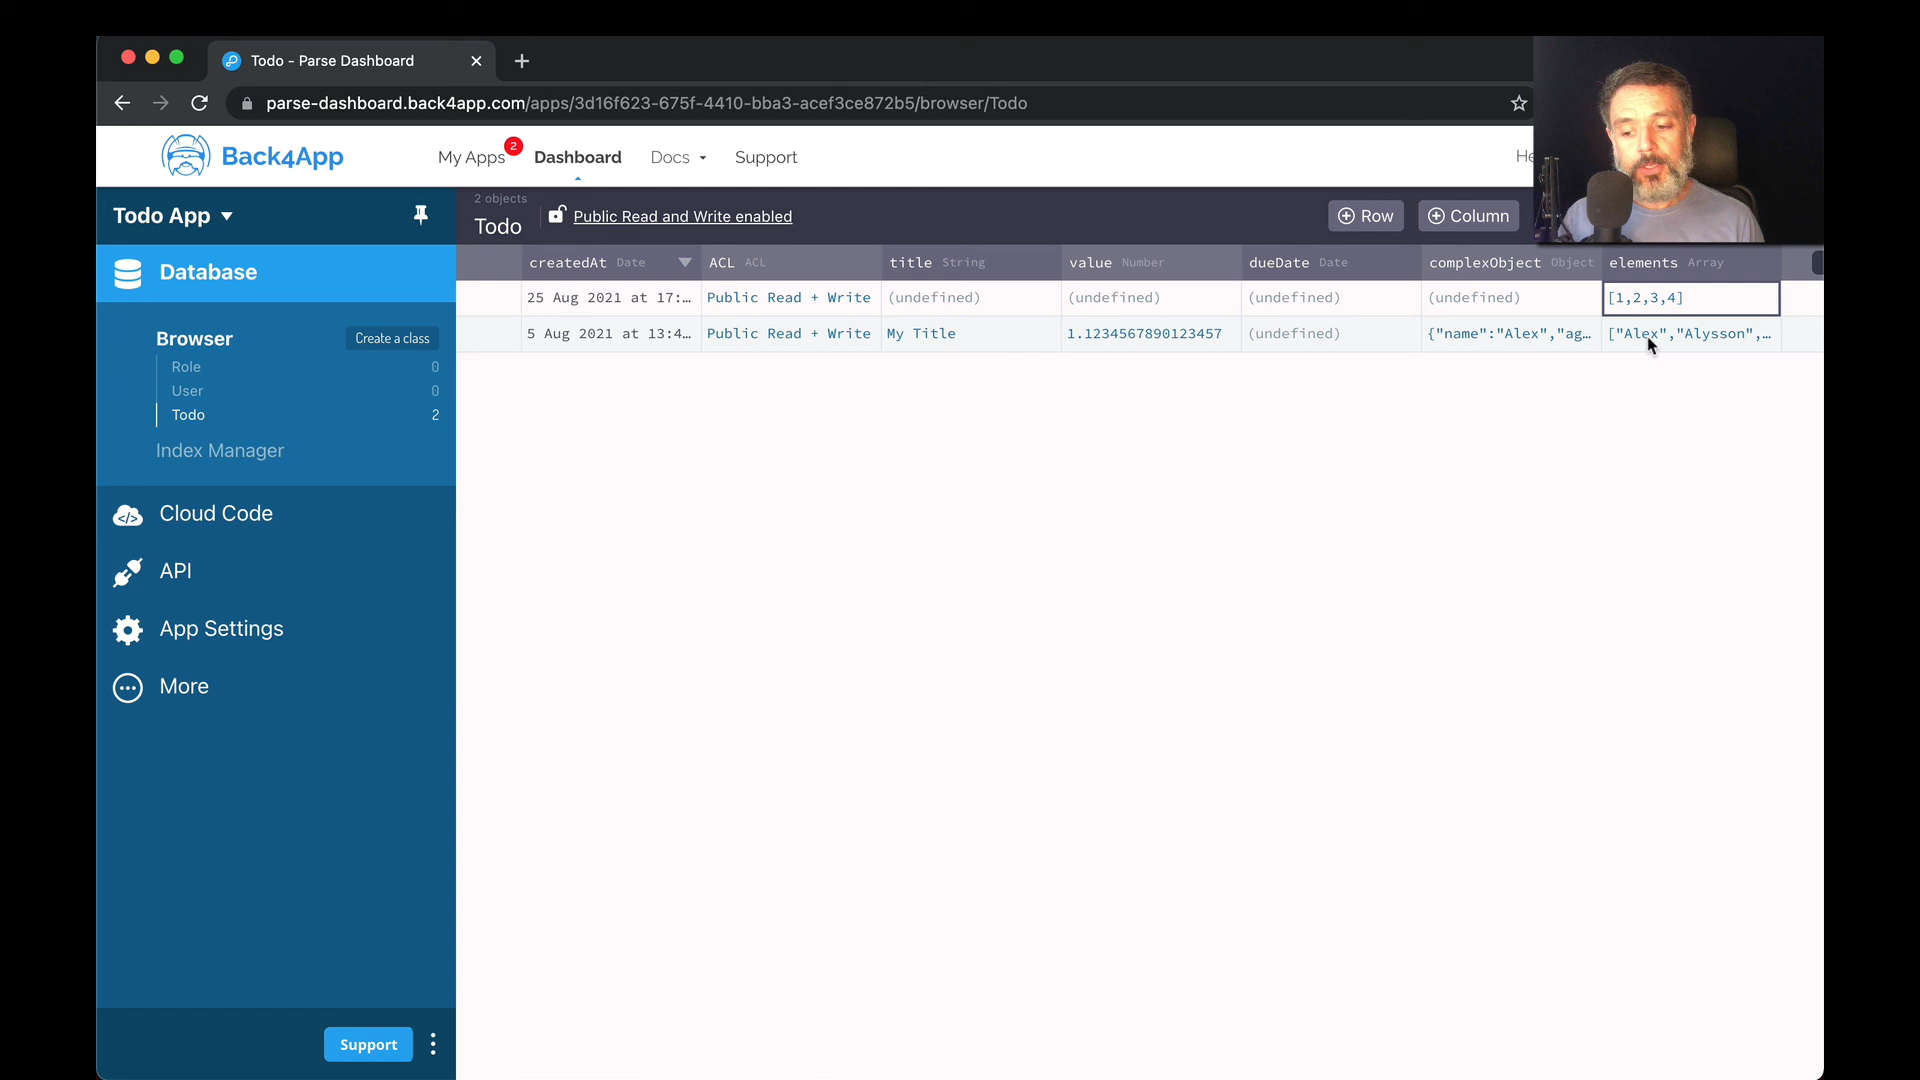 Todo - Parse Dashboard
parse-dashboard.back4app.com/apps/3d16f623-675f-4410-bba3-acef3ce872b5/browser/Todo
Back4App
My Apps 2 Dashboard Docs Support He
Todo App
2 objects
Todo Public Read and Write enabled Row Column
Database
createdAt Date ACL ACL title String value Number dueDate Date complexObject Object elements Array
25 Aug 2021 at 17:… Public Read + Write (undefined) (undefined) (undefined) (undefined) [1,2,3,4]
5 Aug 2021 at 13:4… Public Read + Write My Title 1.1234567890123457 (undefined) {"name":"Alex","ag… ["Alex","Alysson",…
Browser Create a class
Role 0
User 0
Todo 2
Index Manager
Cloud Code
API
App Settings
More
Support